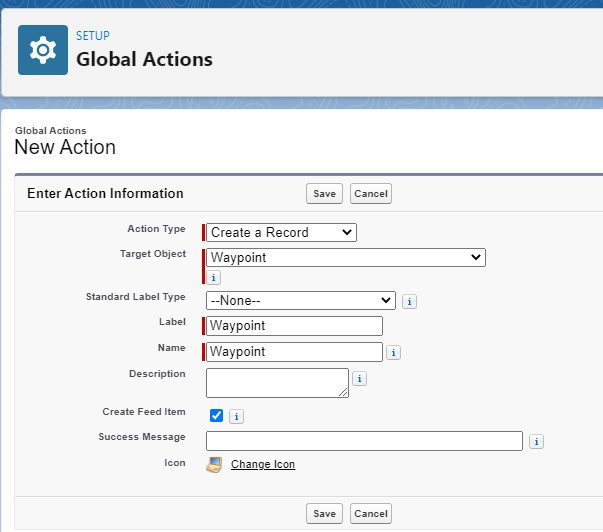 SETUP
Global Actions
Global Actions
New Action
Enter Action Information
Save
Cancel
Action Type
Create a Record
Target Object
Waypoint
i
Standard Label Type
--None--
i
Label
Waypoint
Name
Waypoint
i
Description
i
Create Feed Item
i
Success Message
i
Icon
Change Icon
Save
Cancel